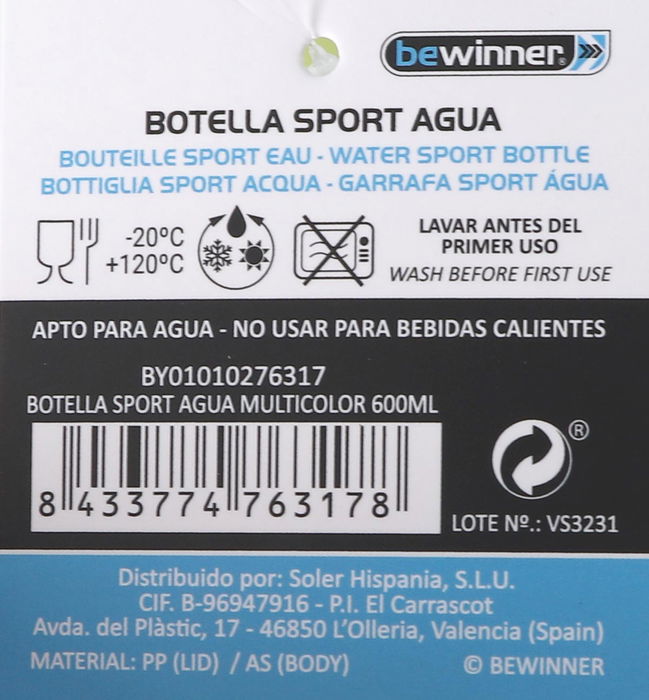 bewinner®
BOTELLA SPORT AGUA
BOUTEILLE SPORT EAU - WATER SPORT BOTTLE
BOTTIGLIA SPORT ACQUA - GARRAFA SPORT ÁGUA
-20ºC
+120ºC
LAVAR ANTES DEL
PRIMER USO
WASH BEFORE FIRST USE
APTO PARA AGUA - NO USAR PARA BEBIDAS CALIENTES
BY01010276317
BOTELLA SPORT AGUA MULTICOLOR 600ML
8 433774 763178
®
LOTE Nº.: VS3231
Distribuido por: Soler Hispania, S.L.U.
CIF. B-96947916 - P.I. El Carrascot
Avda. del Plàstic, 17 - 46850 L'Olleria, Valencia (Spain)
MATERIAL: PP (LID) / AS (BODY) © BEWINNER